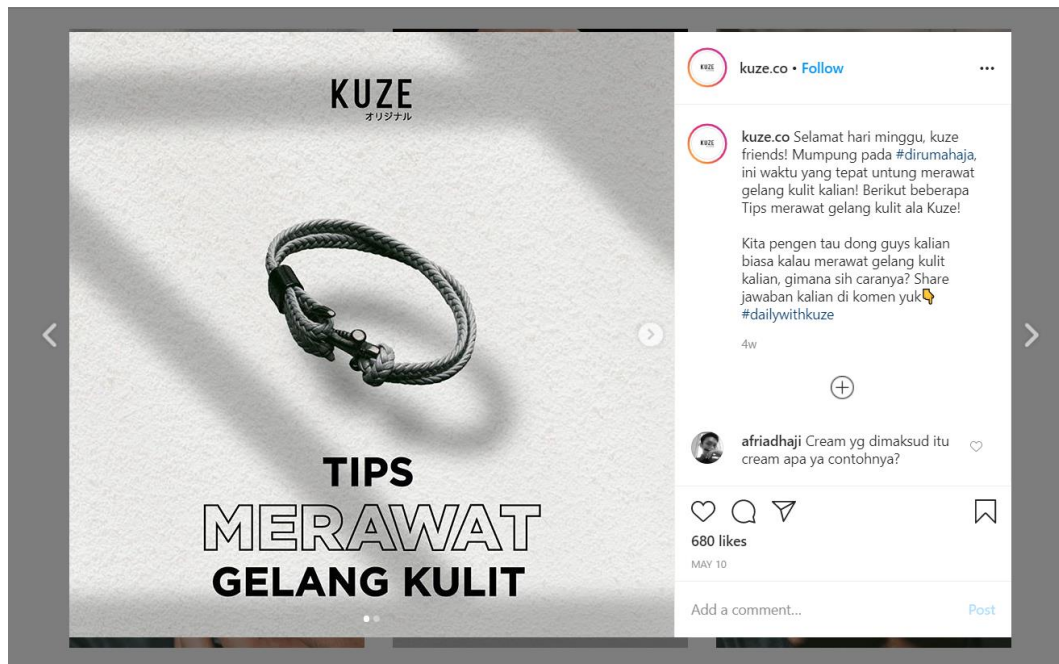 KUZE
オリジナル
TIPS
MERAWAT
GELANG KULIT
KUZE
kuze.co • Follow
KUZE
kuze.co Selamat hari minggu, kuze
friends! Mumpung pada #dirumahaja,
ini waktu yang tepat untung merawat
gelang kulit kalian! Berikut beberapa
Tips merawat gelang kulit ala Kuze!
Kita pengen tau dong guys kalian
biasa kalau merawat gelang kulit
kalian, gimana sih caranya? Share
jawaban kalian di komen yuk👇
#dailywithkuze
4w
afriadhaji Cream yg dimaksud itu
cream apa ya contohnya?
680 likes
MAY 10
Add a comment... Post